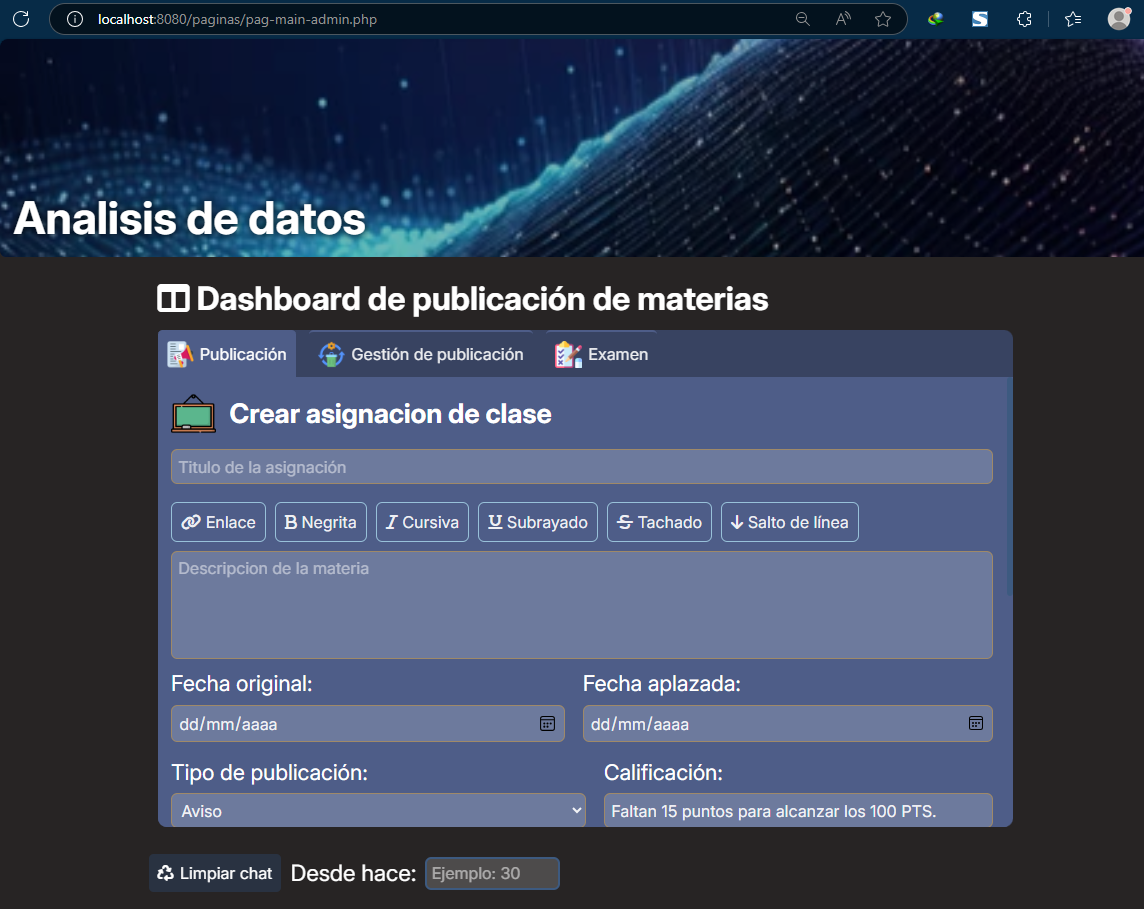 localhost:8080/paginas/pag-main-admin.php
Analisis de datos
Dashboard de publicación de materias
Publicación Gestión de publicación Examen
Crear asignacion de clase
Titulo de la asignación
Enlace B Negrita I Cursiva U Subrayado S Tachado Salto de línea
Descripcion de la materia
Fecha original: Fecha aplazada:
dd/mm/aaaa dd/mm/aaaa
Tipo de publicación: Calificación:
Aviso Faltan 15 puntos para alcanzar los 100 PTS.
Limpiar chat Desde hace: Ejemplo: 30